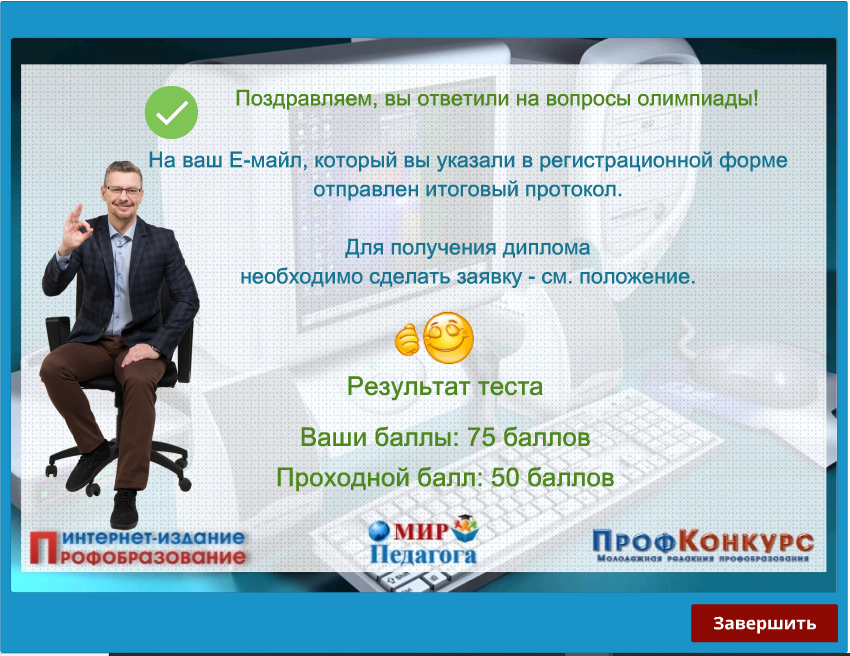 Поздравляем, вы ответили на вопросы олимпиады!
На ваш Е-майл, который вы указали в регистрационной форме
отправлен итоговый протокол.
Для получения диплома
необходимо сделать заявку - см. положение.
Результат теста
Ваши баллы: 75 баллов
Проходной балл: 50 баллов
ИНТЕРНЕТ-ИЗДАНИЕ
ПРОФОБРАЗОВАНИЕ
МИР
Педагога
ПРОФКОНКУРС
Молодежная редакция профобразования
Завершить